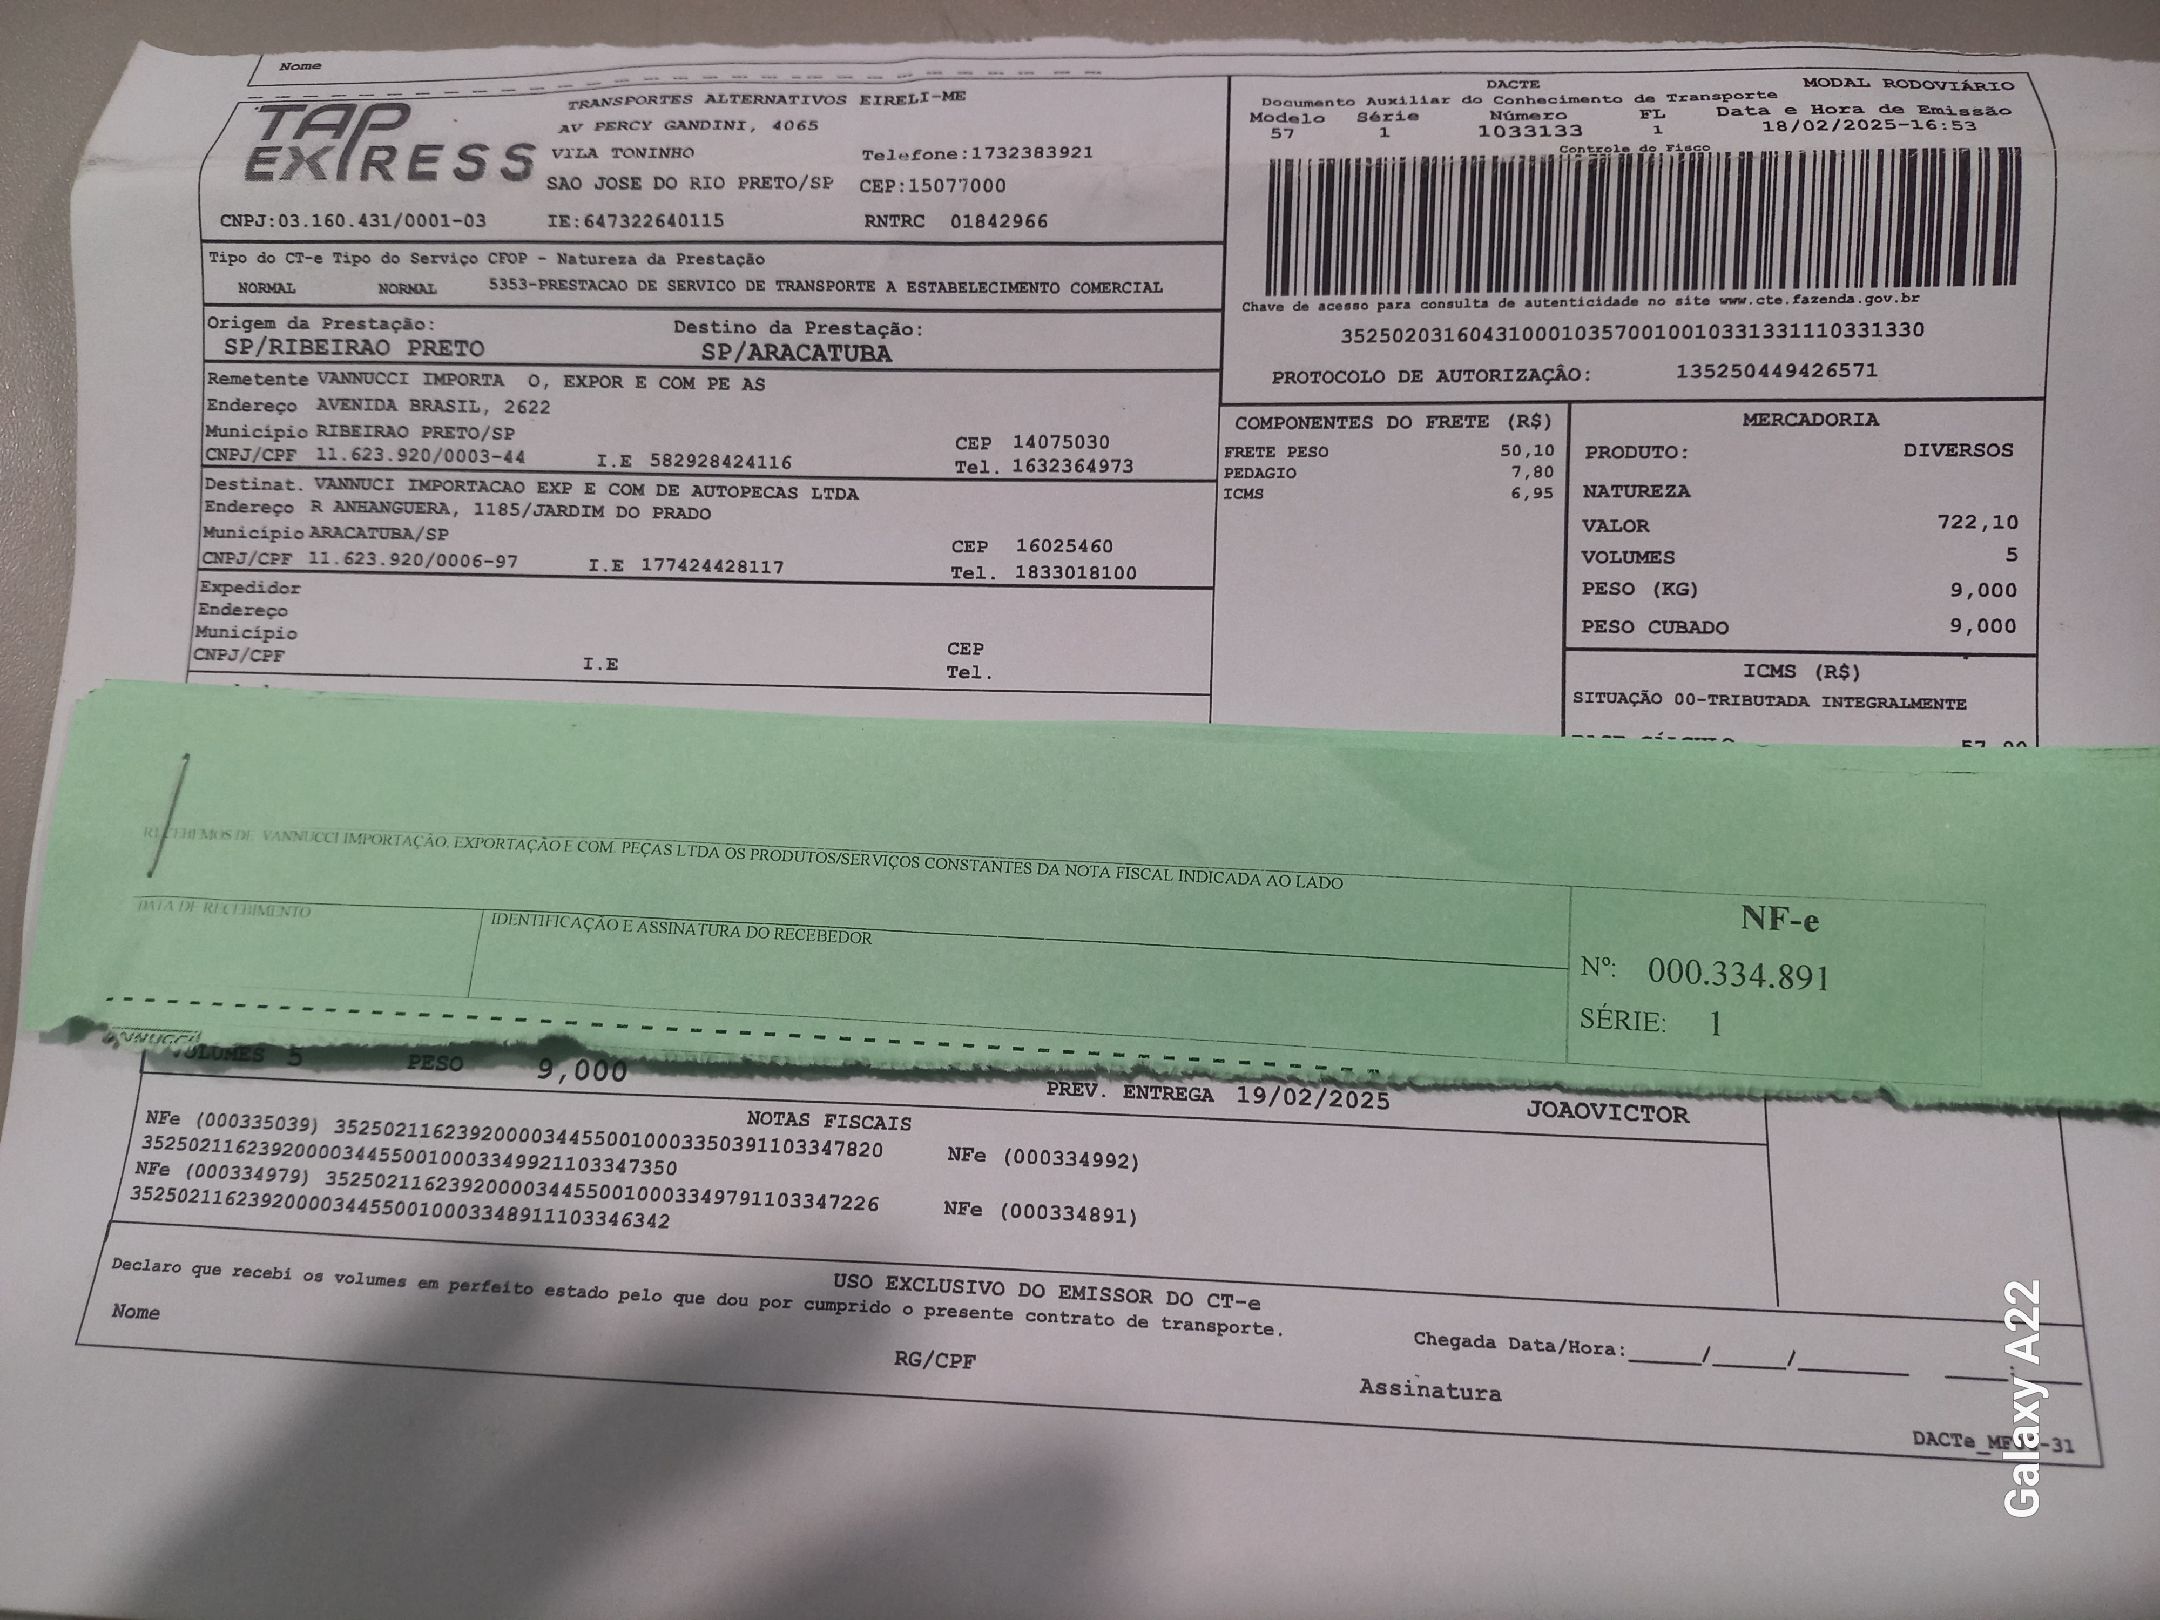 Nome
TAP EXPRESS
TRANSPORTES ALTERNATIVOS EIRELI-ME
AV PERCY GANDINI, 4065
VILA TONINHO Telefone:1732383921
SAO JOSE DO RIO PRETO/SP CEP:15077000
CNPJ:03.160.431/0001-03 IE:647322640115 RNTRC 01842966
DACTE MODAL RODOVIÁRIO
Documento Auxiliar do Conhecimento de Transporte
Modelo Série Número FL Data e Hora de Emissão
57 1 1033133 1 18/02/2025-16:53
Controle do Fisco
Chave de acesso para consulta de autenticidade no site www.cte.fazenda.gov.br
35250203160431000103570010010331331110331330
PROTOCOLO DE AUTORIZAÇÂO: 135250449426571
Tipo do CT-e Tipo do Serviço CFOP - Natureza da Prestação
NORMAL NORMAL 5353-PRESTACAO DE SERVICO DE TRANSPORTE A ESTABELECIMENTO COMERCIAL
Origem da Prestação: Destino da Prestação:
SP/RIBEIRAO PRETO SP/ARACATUBA
Remetente VANNUCCI IMPORTA O, EXPOR E COM PE AS
Endereço AVENIDA BRASIL, 2622
Município RIBEIRAO PRETO/SP CEP 14075030
CNPJ/CPF 11.623.920/0003-44 I.E 582928424116 Tel. 1632364973
Destinat. VANNUCI IMPORTACAO EXP E COM DE AUTOPECAS LTDA
Endereço R ANHANGUERA, 1185/JARDIM DO PRADO
Município ARACATUBA/SP CEP 16025460
CNPJ/CPF 11.623.920/0006-97 I.E 177424428117 Tel. 1833018100
Expedidor
Endereço
Município CEP
CNPJ/CPF I.E Tel.
COMPONENTES DO FRETE (R$)
FRETE PESO 50,10
PEDAGIO 7,80
ICMS 6,95
MERCADORIA
PRODUTO: DIVERSOS
NATUREZA
VALOR 722,10
VOLUMES 5
PESO (KG) 9,000
PESO CUBADO 9,000
ICMS (R$)
SITUAÇÃO 00-TRIBUTADA INTEGRALMENTE
RECEBEMOS DE VANNUCCI IMPORTAÇÃO, EXPORTAÇÃO E COM PEÇAS LTDA OS PRODUTOS/SERVIÇOS CONSTANTES DA NOTA FISCAL INDICADA AO LADO
DATA DE RECEBIMENTO IDENTIFICAÇÃO E ASSINATURA DO RECEBEDOR
NF-e
Nº: 000.334.891
SÉRIE: 1
VOLUMES 5 PESO 9,000 PREV. ENTREGA 19/02/2025 JOAOVICTOR
NOTAS FISCAIS
NFe (000335039) 35250211623920000344550010003350391103347820 NFe (000334992)
35250211623920000344550010003349921103347350
NFe (000334979) 35250211623920000344550010003349791103347226 NFe (000334891)
35250211623920000344550010003348911103346342
USO EXCLUSIVO DO EMISSOR DO CT-e
Declaro que recebi os volumes em perfeito estado pelo que dou por cumprido o presente contrato de transporte.
Nome RG/CPF Assinatura Chegada Data/Hora:_____/_____/________
Galaxy A22